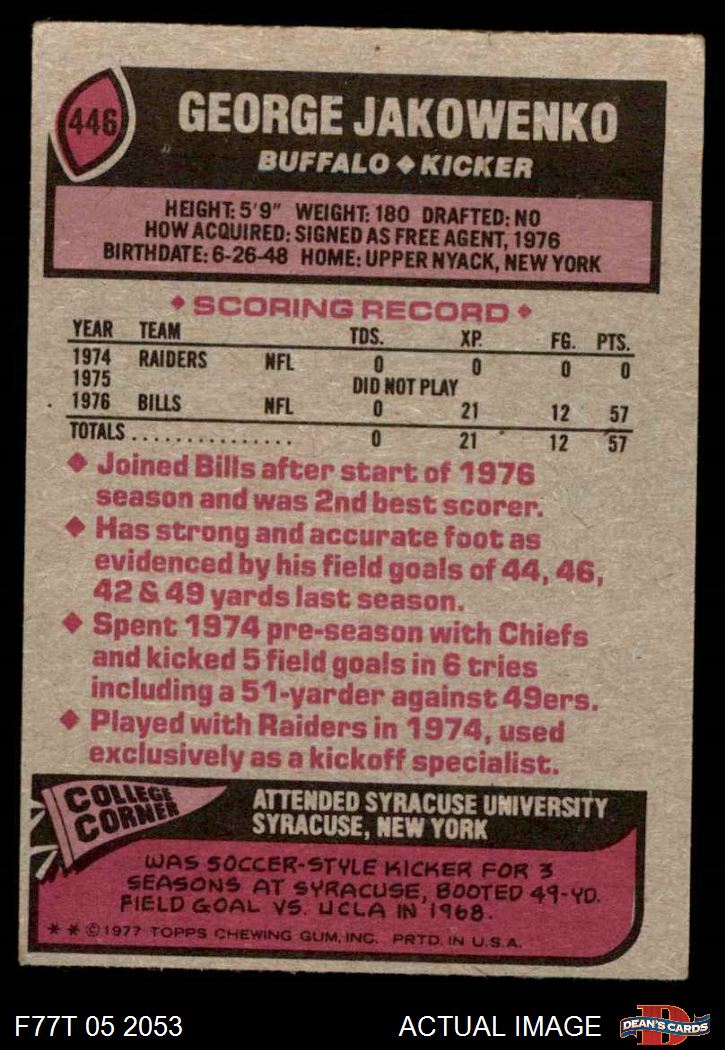 446
GEORGE JAKOWENKO
BUFFALO ◆ KICKER
HEIGHT: 5'9" WEIGHT: 180 DRAFTED: NO
HOW ACQUIRED: SIGNED AS FREE AGENT, 1976
BIRTHDATE: 6-26-48 HOME: UPPER NYACK, NEW YORK
◆ SCORING RECORD ◆
YEAR TEAM TDS. XP. FG. PTS.
1974 RAIDERS NFL 0 0 0 0
1975 DID NOT PLAY
1976 BILLS NFL 0 21 12 57
TOTALS............... 0 21 12 57
◆ Joined Bills after start of 1976
season and was 2nd best scorer.
◆ Has strong and accurate foot as
evidenced by his field goals of 44, 46,
42 & 49 yards last season.
◆ Spent 1974 pre-season with Chiefs
and kicked 5 field goals in 6 tries
including a 51-yarder against 49ers.
◆ Played with Raiders in 1974, used
exclusively as a kickoff specialist.
COLLEGE
CORNER
ATTENDED SYRACUSE UNIVERSITY
SYRACUSE, NEW YORK
WAS SOCCER-STYLE KICKER FOR 3
SEASONS AT SYRACUSE, BOOTED 49-YD.
FIELD GOAL VS. UCLA IN 1968.
* * © 1977 TOPPS CHEWING GUM, INC. PRTD. IN U.S.A.
F77T 05 2053 ACTUAL IMAGE
D
DEAN'S CARDS